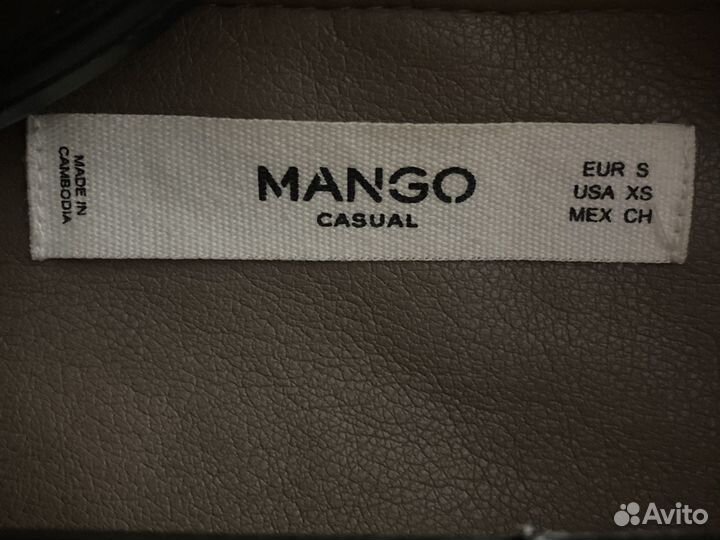 MADE IN
CAMBODIA
MANGO
CASUAL
EUR S
USA XS
MEX CH
Avito